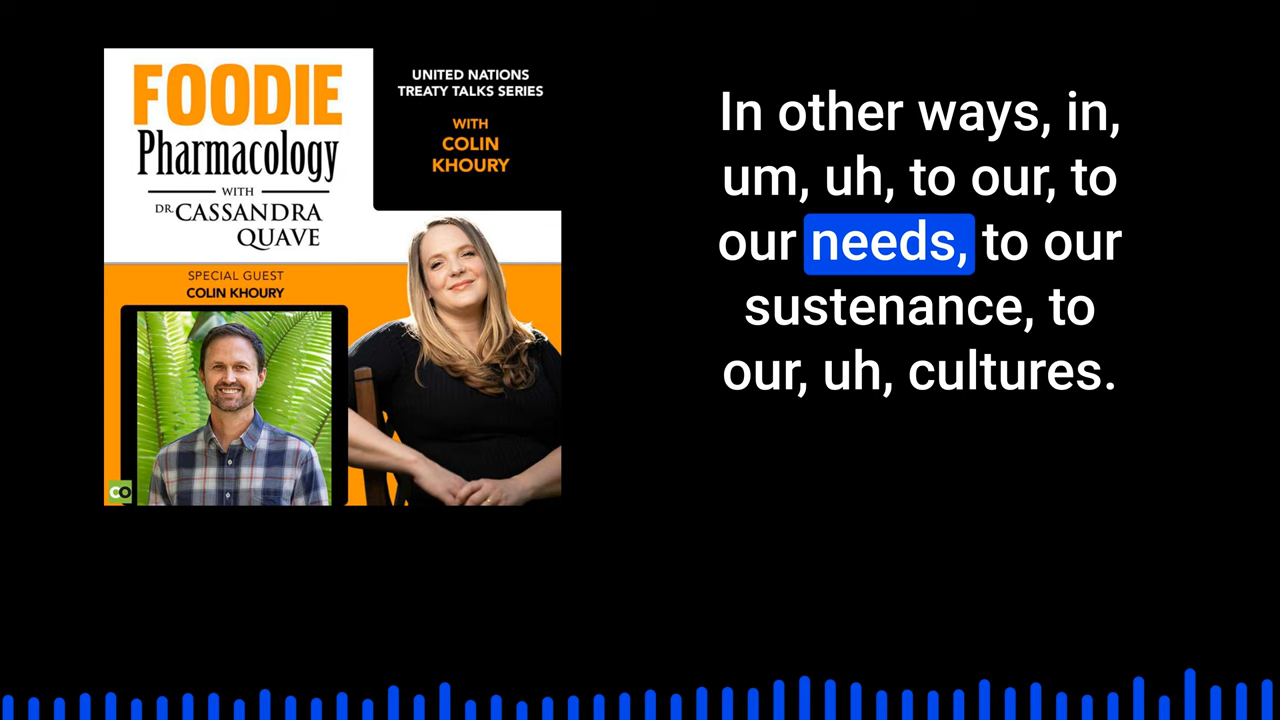 FOODIE
Pharmacology
WITH
DR. CASSANDRA
QUAVE
UNITED NATIONS
TREATY TALKS SERIES
WITH
COLIN
KHOURY
SPECIAL GUEST
COLIN KHOURY
CO
In other ways, in,
um, uh, to our, to
our needs, to our
sustenance, to
our, uh, cultures.